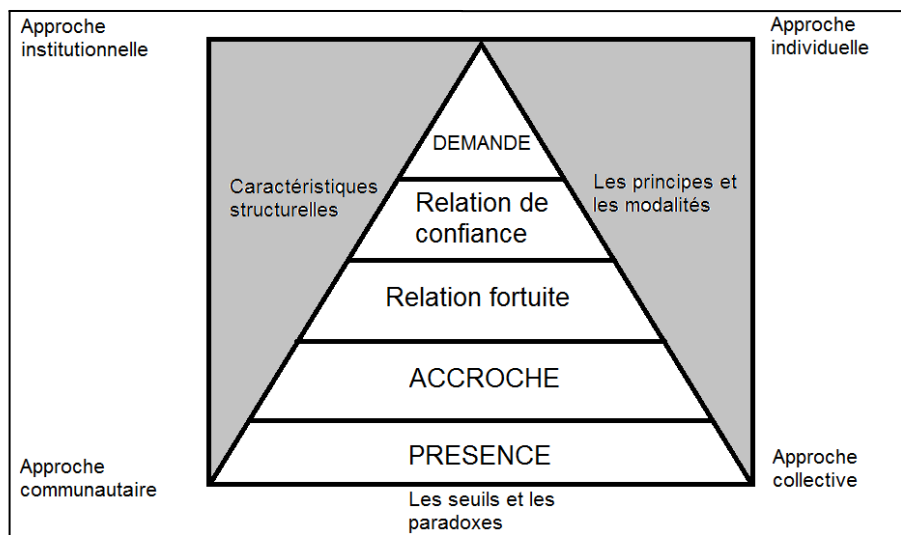 Approche
institutionnelle
Approche
individuelle
DEMANDE
Caractéristiques
structurelles
Les principes et
les modalités
Relation de
confiance
Relation fortuite
ACCROCHE
PRESENCE
Approche
communautaire
Approche
collective
Les seuils et les
paradoxes